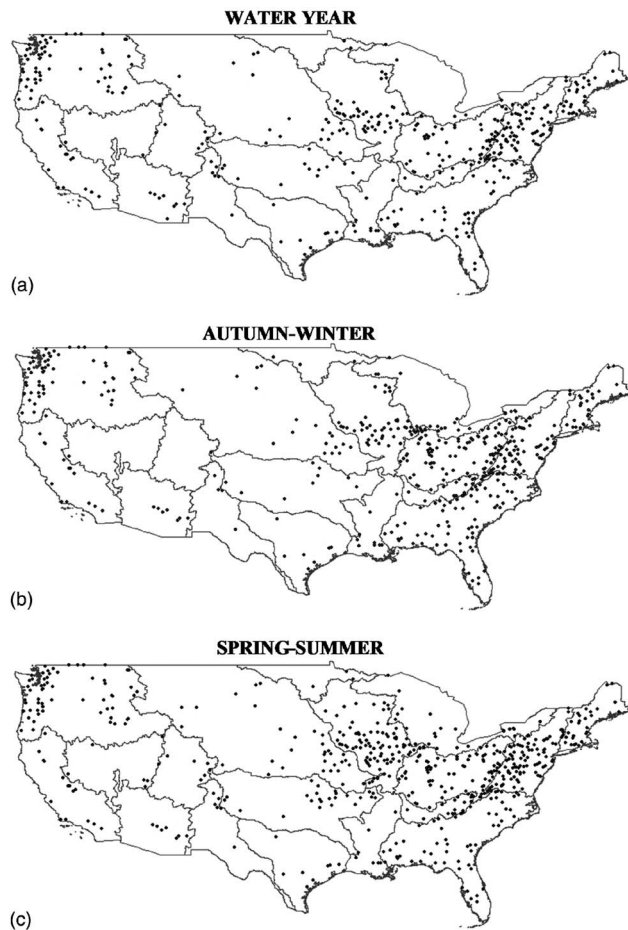 WATER YEAR
(a)
AUTUMN-WINTER
(b)
SPRING-SUMMER
(c)